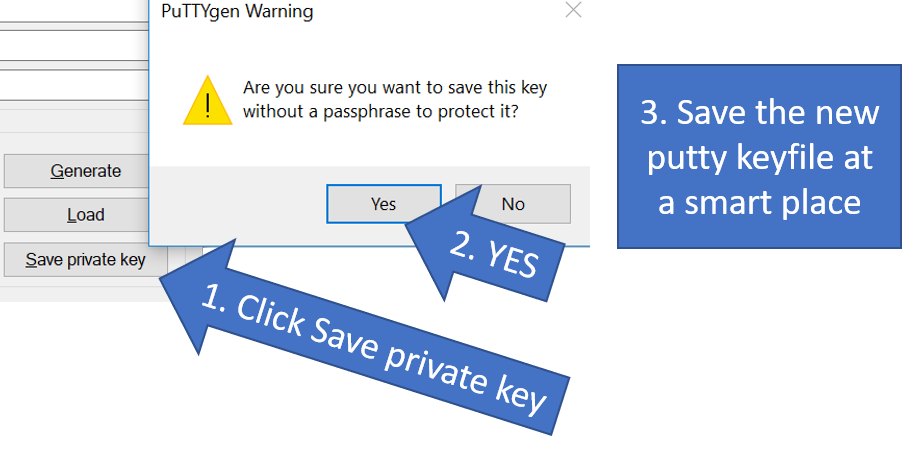 PuTTYgen Warning
Are you sure you want to save this key
without a passphrase to protect it?
Generate
Load
Save private key
Yes
No
1. Click Save private key
2. YES
3. Save the new
putty keyfile at
a smart place